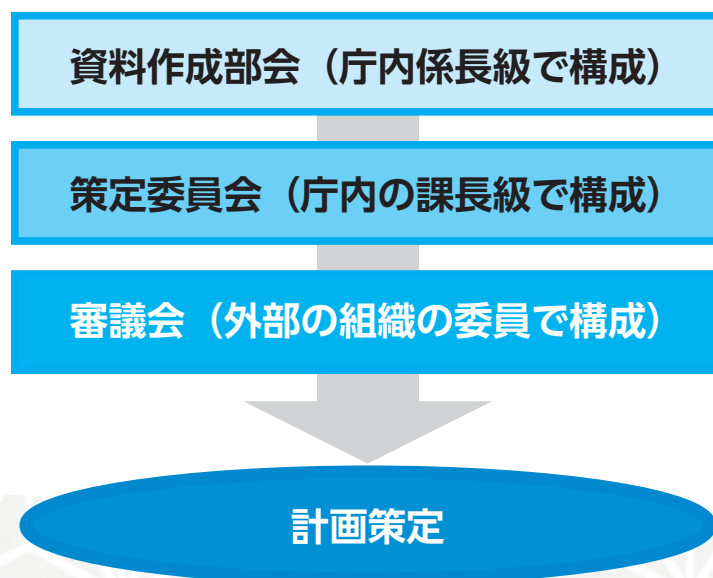 資料作成部会（庁内係長級で構成）
策定委員会（庁内の課長級で構成）
審議会（外部の組織の委員で構成）
計画策定